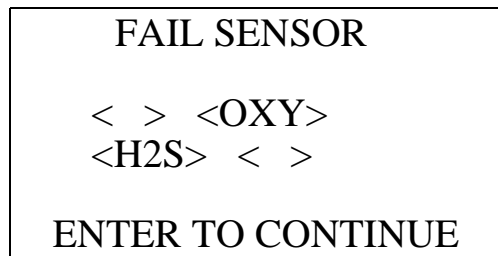 FAIL SENSOR
< > <OXY>
<H2S> < >
ENTER TO CONTINUE